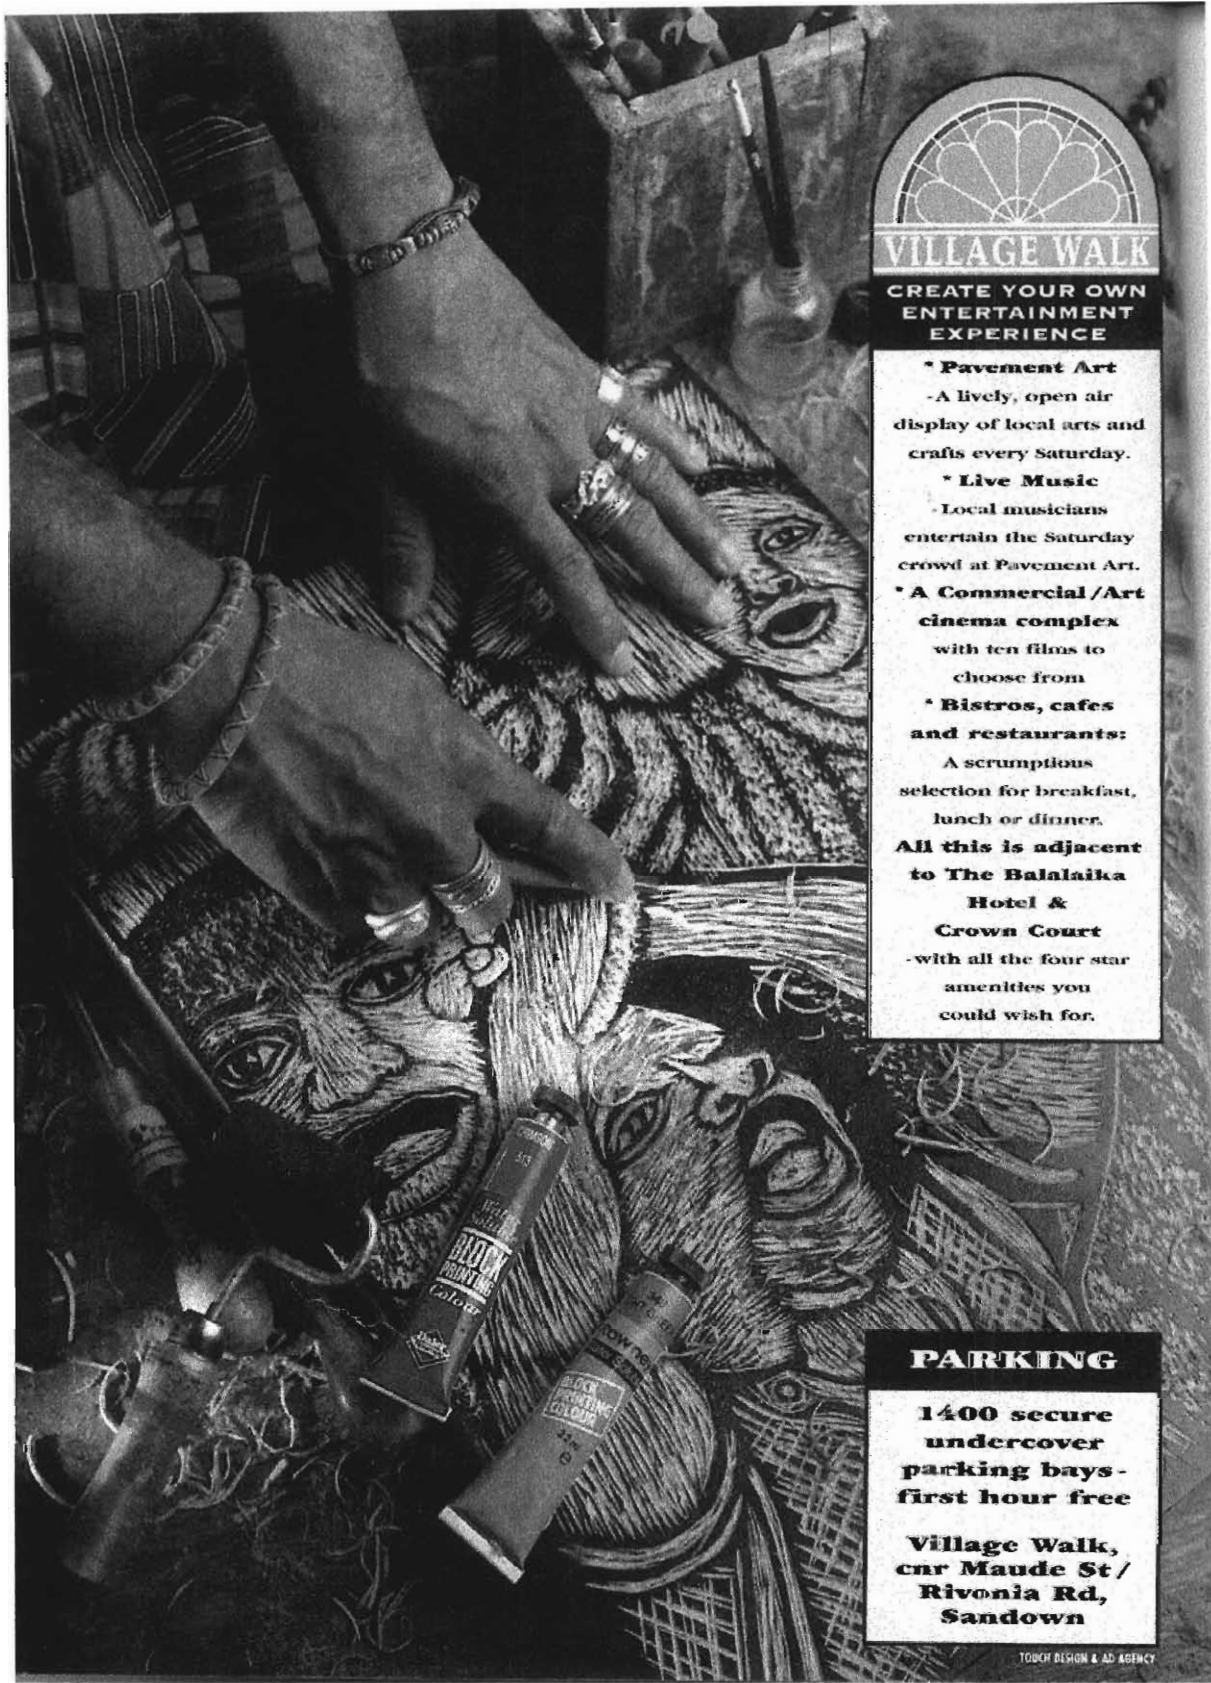 VILLAGE WALK
CREATE YOUR OWN
ENTERTAINMENT
EXPERIENCE
* Pavement Art
-A lively, open air
display of local arts and
crafts every Saturday.
* Live Music
-Local musicians
entertain the Saturday
crowd at Pavement Art.
* A Commercial/Art
cinema complex
with ten films to
choose from
* Bistros, cafes
and restaurants:
A scrumptious
selection for breakfast,
lunch or dinner.
All this is adjacent
to The Balalaika
Hotel &
Crown Court
-with all the four star
amenities you
could wish for.
513
BLOCK
PRINTING
Colour
BLOCK
PRINTING
COLOUR
PARKING
1400 secure
undercover
parking bays-
first hour free
Village Walk,
cnr Maude St/
Rivonia Rd,
Sandown
TOUCH DESIGN & AD AGENCY